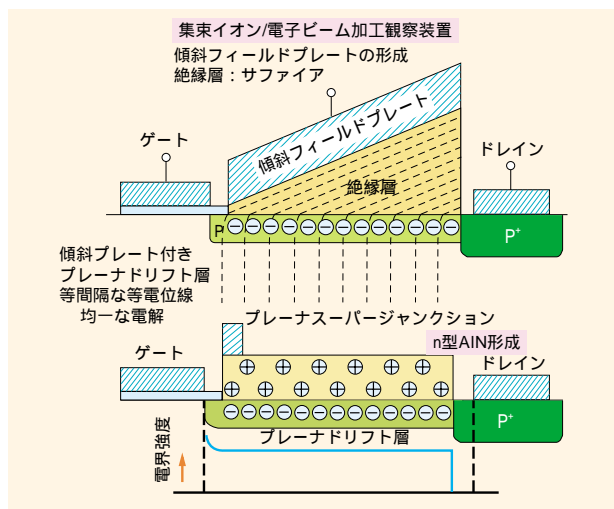 集束イオン/電子ビーム加工観察装置
傾斜フィールドプレートの形成
絶縁層：サファイア
ゲート
傾斜フィールドプレート
ドレイン
絶縁層
P
P⁺
傾斜プレート付き
プレーナドリフト層
等間隔な等電位線
均一な電解
プレーナスーパージャンクション
n型AIN形成
ゲート
ドレイン
P⁺
プレーナドリフト層
電界強度